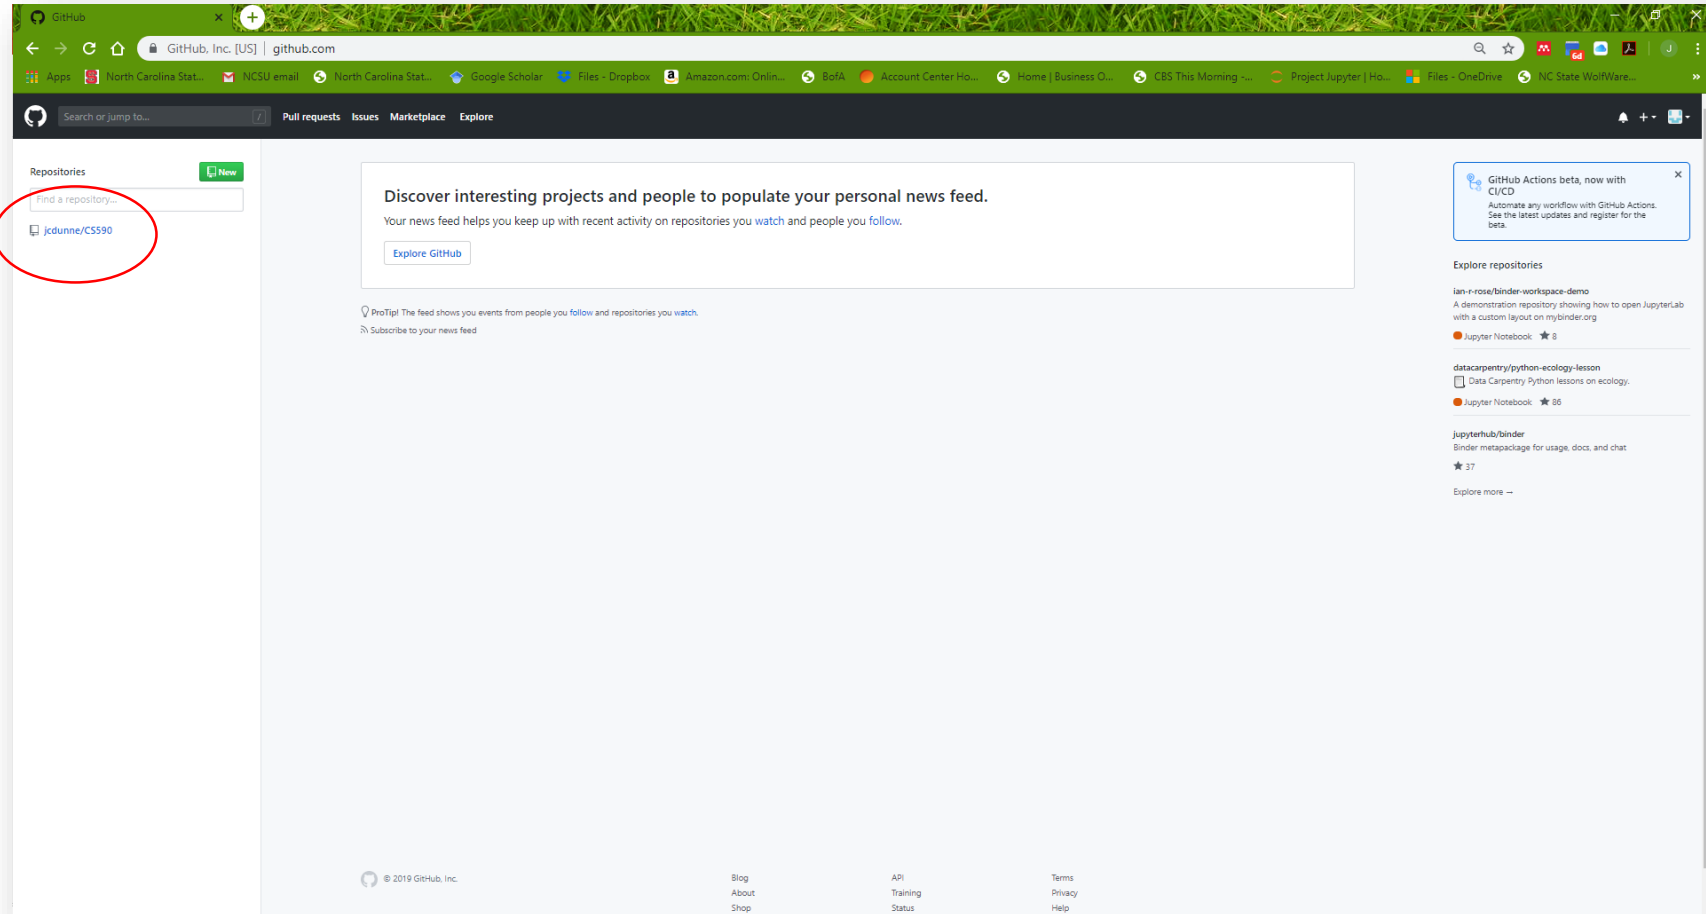 GitHub
GitHub, Inc. [US] | github.com
6d
J
Apps North Carolina Stat... NCSU email North Carolina Stat... Google Scholar Files - Dropbox Amazon.com: Onlin... BofA Account Center Ho... Home | Business O... CBS This Morning -... Project Jupyter | Ho... Files - OneDrive NC State WolfWare... »
Search or jump to... / Pull requests Issues Marketplace Explore
Repositories New
Find a repository...
jcdunne/CS590
Discover interesting projects and people to populate your personal news feed.
Your news feed helps you keep up with recent activity on repositories you watch and people you follow.
Explore GitHub
ProTip! The feed shows you events from people you follow and repositories you watch.
Subscribe to your news feed
GitHub Actions beta, now with
CI/CD
Automate any workflow with GitHub Actions.
See the latest updates and register for the
beta.
Explore repositories
ian-r-rose/binder-workspace-demo
A demonstration repository showing how to open JupyterLab
with a custom layout on mybinder.org
Jupyter Notebook ★ 8
datacarpentry/python-ecology-lesson
Data Carpentry Python lessons on ecology.
Jupyter Notebook ★ 86
jupyterhub/binder
Binder metapackage for usage, docs, and chat
★ 37
Explore more →
© 2019 GitHub, Inc.
Blog API Terms
About Training Privacy
Shop Status Help